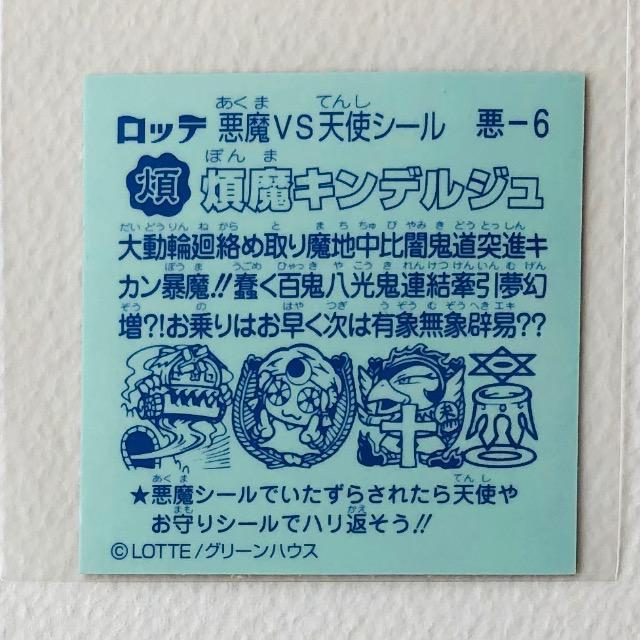 ロッテ 悪魔VS天使シール 悪-6
煩 煩魔キンデルジュ
大動輪廻絡め取り魔地中比闇鬼道突進キ
カン暴魔!!蠢く百鬼八光鬼連結牽引夢幻
増?!お乗りはお早く次は有象無象辟易??
★悪魔シールでいたずらされたら天使や
お守りシールでハリ返そう!!
©LOTTE/グリーンハウス